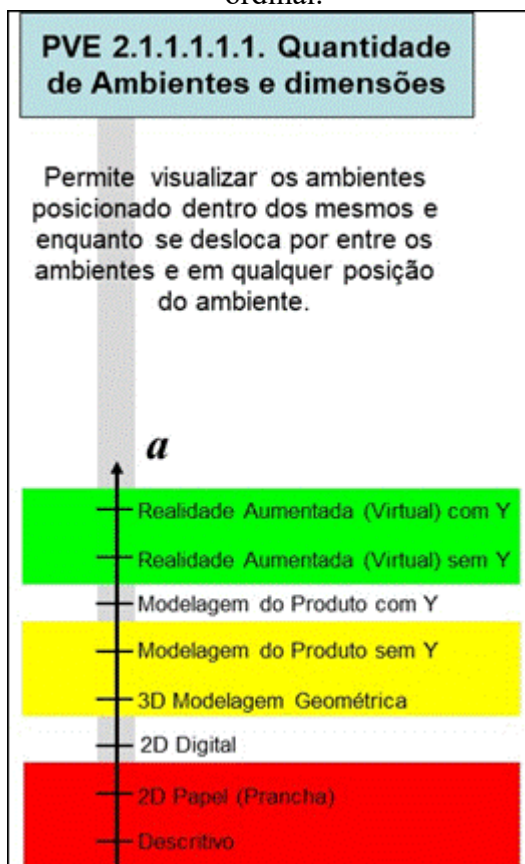 ordinal.
PVE 2.1.1.1.1.1. Quantidade
de Ambientes e dimensões
Permite visualizar os ambientes
posicionado dentro dos mesmos e
enquanto se desloca por entre os
ambientes e em qualquer posição
do ambiente.
a
Realidade Aumentada (Virtual) com Y
Realidade Aumentada (Virtual) sem Y
Modelagem do Produto com Y
Modelagem do Produto sem Y
3D Modelagem Geométrica
2D Digital
2D Papel (Prancha)
Descritivo